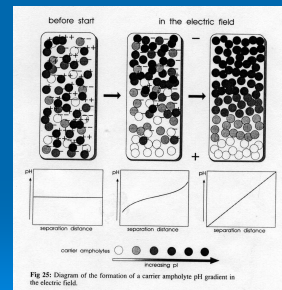 before start
in the electric field
−
+
pH
separation distance
pH
separation distance
pH
separation distance
carrier ampholytes
increasing pI
Fig 25: Diagram of the formation of a carrier ampholyte pH gradient in
the electric field.